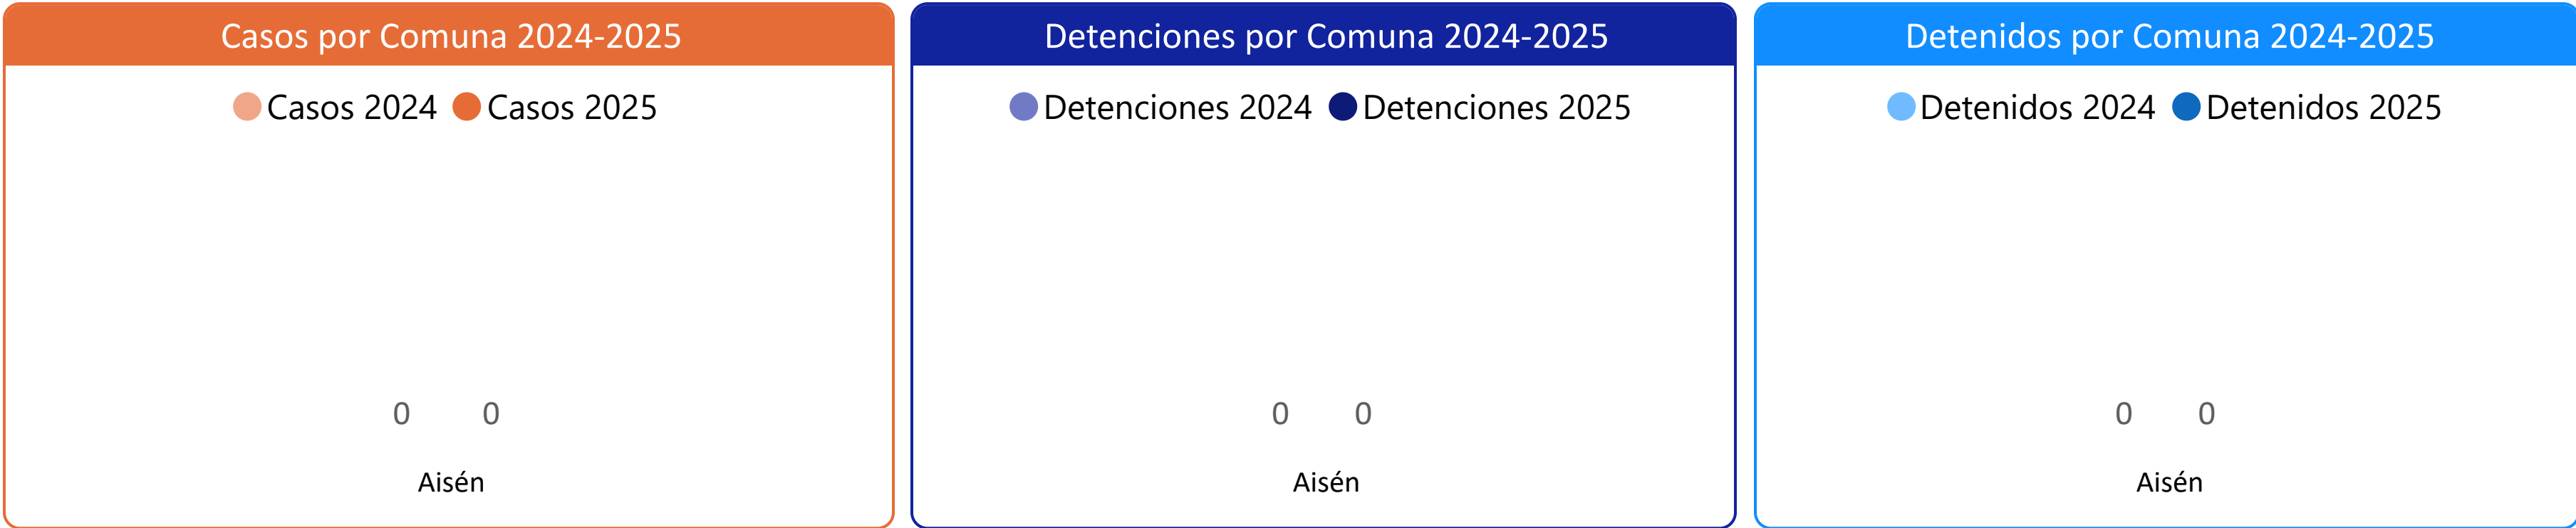 Casos por Comuna 2024-2025
Casos 2024 Casos 2025
0 0
Aisén
Detenciones por Comuna 2024-2025
Detenciones 2024 Detenciones 2025
0 0
Aisén
Detenidos por Comuna 2024-2025
Detenidos 2024 Detenidos 2025
0 0
Aisén